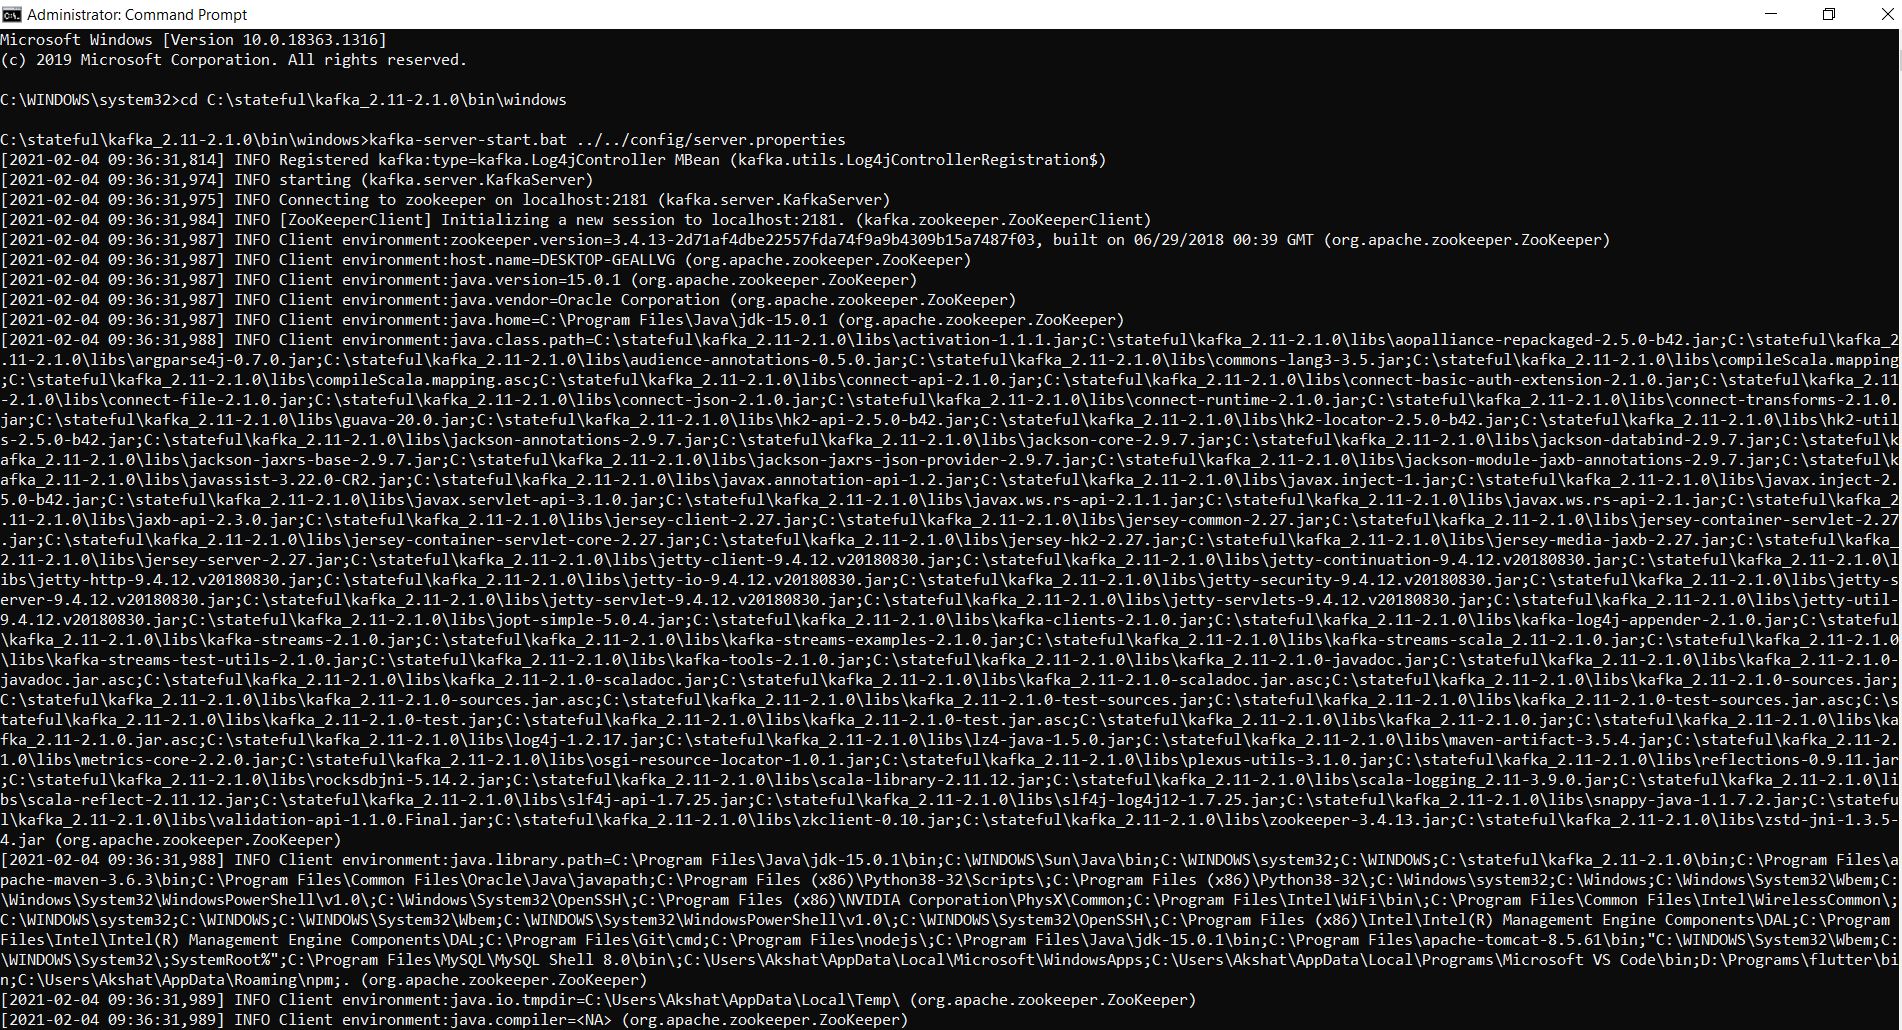 Administrator: Command Prompt
Microsoft Windows [Version 10.0.18363.1316]
(c) 2019 Microsoft Corporation. All rights reserved.
C:\WINDOWS\system32>cd C:\stateful\kafka_2.11-2.1.0\bin\windows
C:\stateful\kafka_2.11-2.1.0\bin\windows>kafka-server-start.bat ../../config/server.properties
[2021-02-04 09:36:31,814] INFO Registered kafka:type=kafka.Log4jController MBean (kafka.utils.Log4jControllerRegistration$)
[2021-02-04 09:36:31,974] INFO starting (kafka.server.KafkaServer)
[2021-02-04 09:36:31,975] INFO Connecting to zookeeper on localhost:2181 (kafka.server.KafkaServer)
[2021-02-04 09:36:31,984] INFO [ZooKeeperClient] Initializing a new session to localhost:2181. (kafka.zookeeper.ZooKeeperClient)
[2021-02-04 09:36:31,987] INFO Client environment:zookeeper.version=3.4.13-2d71af4dbe22557fda74f9a9b4309b15a7487f03, built on 06/29/2018 00:39 GMT (org.apache.zookeeper.ZooKeeper)
[2021-02-04 09:36:31,987] INFO Client environment:host.name=DESKTOP-GEALLVG (org.apache.zookeeper.ZooKeeper)
[2021-02-04 09:36:31,987] INFO Client environment:java.version=15.0.1 (org.apache.zookeeper.ZooKeeper)
[2021-02-04 09:36:31,987] INFO Client environment:java.vendor=Oracle Corporation (org.apache.zookeeper.ZooKeeper)
[2021-02-04 09:36:31,987] INFO Client environment:java.home=C:\Program Files\Java\jdk-15.0.1 (org.apache.zookeeper.ZooKeeper)
[2021-02-04 09:36:31,988] INFO Client environment:java.class.path=C:\stateful\kafka_2.11-2.1.0\libs\activation-1.1.1.jar;C:\stateful\kafka_2.11-2.1.0\libs\aopalliance-repackaged-2.5.0-b42.jar;C:\stateful\kafka_2
.11-2.1.0\libs\argparse4j-0.7.0.jar;C:\stateful\kafka_2.11-2.1.0\libs\audience-annotations-0.5.0.jar;C:\stateful\kafka_2.11-2.1.0\libs\commons-lang3-3.5.jar;C:\stateful\kafka_2.11-2.1.0\libs\compileScala.mapping
;C:\stateful\kafka_2.11-2.1.0\libs\compileScala.mapping.asc;C:\stateful\kafka_2.11-2.1.0\libs\connect-api-2.1.0.jar;C:\stateful\kafka_2.11-2.1.0\libs\connect-basic-auth-extension-2.1.0.jar;C:\stateful\kafka_2.11
-2.1.0\libs\connect-file-2.1.0.jar;C:\stateful\kafka_2.11-2.1.0\libs\connect-json-2.1.0.jar;C:\stateful\kafka_2.11-2.1.0\libs\connect-runtime-2.1.0.jar;C:\stateful\kafka_2.11-2.1.0\libs\connect-transforms-2.1.0.
jar;C:\stateful\kafka_2.11-2.1.0\libs\guava-20.0.jar;C:\stateful\kafka_2.11-2.1.0\libs\hk2-api-2.5.0-b42.jar;C:\stateful\kafka_2.11-2.1.0\libs\hk2-locator-2.5.0-b42.jar;C:\stateful\kafka_2.11-2.1.0\libs\hk2-util
s-2.5.0-b42.jar;C:\stateful\kafka_2.11-2.1.0\libs\jackson-annotations-2.9.7.jar;C:\stateful\kafka_2.11-2.1.0\libs\jackson-core-2.9.7.jar;C:\stateful\kafka_2.11-2.1.0\libs\jackson-databind-2.9.7.jar;C:\stateful\k
afka_2.11-2.1.0\libs\jackson-jaxrs-base-2.9.7.jar;C:\stateful\kafka_2.11-2.1.0\libs\jackson-jaxrs-json-provider-2.9.7.jar;C:\stateful\kafka_2.11-2.1.0\libs\jackson-module-jaxb-annotations-2.9.7.jar;C:\stateful\k
afka_2.11-2.1.0\libs\javassist-3.22.0-CR2.jar;C:\stateful\kafka_2.11-2.1.0\libs\javax.annotation-api-1.2.jar;C:\stateful\kafka_2.11-2.1.0\libs\javax.inject-1.jar;C:\stateful\kafka_2.11-2.1.0\libs\javax.inject-2.
5.0-b42.jar;C:\stateful\kafka_2.11-2.1.0\libs\javax.servlet-api-3.1.0.jar;C:\stateful\kafka_2.11-2.1.0\libs\javax.ws.rs-api-2.1.1.jar;C:\stateful\kafka_2.11-2.1.0\libs\javax.ws.rs-api-2.1.jar;C:\stateful\kafka_2
.11-2.1.0\libs\jaxb-api-2.3.0.jar;C:\stateful\kafka_2.11-2.1.0\libs\jersey-client-2.27.jar;C:\stateful\kafka_2.11-2.1.0\libs\jersey-common-2.27.jar;C:\stateful\kafka_2.11-2.1.0\libs\jersey-container-servlet-2.27
.jar;C:\stateful\kafka_2.11-2.1.0\libs\jersey-container-servlet-core-2.27.jar;C:\stateful\kafka_2.11-2.1.0\libs\jersey-hk2-2.27.jar;C:\stateful\kafka_2.11-2.1.0\libs\jersey-media-jaxb-2.27.jar;C:\stateful\kafka_
2.11-2.1.0\libs\jersey-server-2.27.jar;C:\stateful\kafka_2.11-2.1.0\libs\jetty-client-9.4.12.v20180830.jar;C:\stateful\kafka_2.11-2.1.0\libs\jetty-continuation-9.4.12.v20180830.jar;C:\stateful\kafka_2.11-2.1.0\l
ibs\jetty-http-9.4.12.v20180830.jar;C:\stateful\kafka_2.11-2.1.0\libs\jetty-io-9.4.12.v20180830.jar;C:\stateful\kafka_2.11-2.1.0\libs\jetty-security-9.4.12.v20180830.jar;C:\stateful\kafka_2.11-2.1.0\libs\jetty-s
erver-9.4.12.v20180830.jar;C:\stateful\kafka_2.11-2.1.0\libs\jetty-servlet-9.4.12.v20180830.jar;C:\stateful\kafka_2.11-2.1.0\libs\jetty-servlets-9.4.12.v20180830.jar;C:\stateful\kafka_2.11-2.1.0\libs\jetty-util-
9.4.12.v20180830.jar;C:\stateful\kafka_2.11-2.1.0\libs\jopt-simple-5.0.4.jar;C:\stateful\kafka_2.11-2.1.0\libs\kafka-clients-2.1.0.jar;C:\stateful\kafka_2.11-2.1.0\libs\kafka-log4j-appender-2.1.0.jar;C:\stateful
\kafka_2.11-2.1.0\libs\kafka-streams-2.1.0.jar;C:\stateful\kafka_2.11-2.1.0\libs\kafka-streams-examples-2.1.0.jar;C:\stateful\kafka_2.11-2.1.0\libs\kafka-streams-scala_2.11-2.1.0.jar;C:\stateful\kafka_2.11-2.1.0
\libs\kafka-streams-test-utils-2.1.0.jar;C:\stateful\kafka_2.11-2.1.0\libs\kafka-tools-2.1.0.jar;C:\stateful\kafka_2.11-2.1.0\libs\kafka_2.11-2.1.0-javadoc.jar;C:\stateful\kafka_2.11-2.1.0\libs\kafka_2.11-2.1.0-
javadoc.jar.asc;C:\stateful\kafka_2.11-2.1.0\libs\kafka_2.11-2.1.0-scaladoc.jar;C:\stateful\kafka_2.11-2.1.0\libs\kafka_2.11-2.1.0-scaladoc.jar.asc;C:\stateful\kafka_2.11-2.1.0\libs\kafka_2.11-2.1.0-sources.jar;
C:\stateful\kafka_2.11-2.1.0\libs\kafka_2.11-2.1.0-sources.jar.asc;C:\stateful\kafka_2.11-2.1.0\libs\kafka_2.11-2.1.0-test-sources.jar;C:\stateful\kafka_2.11-2.1.0\libs\kafka_2.11-2.1.0-test-sources.jar.asc;C:\s
tateful\kafka_2.11-2.1.0\libs\kafka_2.11-2.1.0-test.jar;C:\stateful\kafka_2.11-2.1.0\libs\kafka_2.11-2.1.0-test.jar.asc;C:\stateful\kafka_2.11-2.1.0\libs\kafka_2.11-2.1.0.jar;C:\stateful\kafka_2.11-2.1.0\libs\ka
fka_2.11-2.1.0.jar.asc;C:\stateful\kafka_2.11-2.1.0\libs\log4j-1.2.17.jar;C:\stateful\kafka_2.11-2.1.0\libs\lz4-java-1.5.0.jar;C:\stateful\kafka_2.11-2.1.0\libs\maven-artifact-3.5.4.jar;C:\stateful\kafka_2.11-2.
1.0\libs\metrics-core-2.2.0.jar;C:\stateful\kafka_2.11-2.1.0\libs\osgi-resource-locator-1.0.1.jar;C:\stateful\kafka_2.11-2.1.0\libs\plexus-utils-3.1.0.jar;C:\stateful\kafka_2.11-2.1.0\libs\reflections-0.9.11.jar
;C:\stateful\kafka_2.11-2.1.0\libs\rocksdbjni-5.14.2.jar;C:\stateful\kafka_2.11-2.1.0\libs\scala-library-2.11.12.jar;C:\stateful\kafka_2.11-2.1.0\libs\scala-logging_2.11-3.9.0.jar;C:\stateful\kafka_2.11-2.1.0\li
bs\scala-reflect-2.11.12.jar;C:\stateful\kafka_2.11-2.1.0\libs\slf4j-api-1.7.25.jar;C:\stateful\kafka_2.11-2.1.0\libs\slf4j-log4j12-1.7.25.jar;C:\stateful\kafka_2.11-2.1.0\libs\snappy-java-1.1.7.2.jar;C:\statefu
l\kafka_2.11-2.1.0\libs\validation-api-1.1.0.Final.jar;C:\stateful\kafka_2.11-2.1.0\libs\zkclient-0.10.jar;C:\stateful\kafka_2.11-2.1.0\libs\zookeeper-3.4.13.jar;C:\stateful\kafka_2.11-2.1.0\libs\zstd-jni-1.3.5-
4.jar (org.apache.zookeeper.ZooKeeper)
[2021-02-04 09:36:31,988] INFO Client environment:java.library.path=C:\Program Files\Java\jdk-15.0.1\bin;C:\WINDOWS\Sun\Java\bin;C:\WINDOWS\system32;C:\WINDOWS;C:\stateful\kafka_2.11-2.1.0\bin;C:\Program Files\a
pache-maven-3.6.3\bin;C:\Program Files\Common Files\Oracle\Java\javapath;C:\Program Files (x86)\Python38-32\Scripts\;C:\Program Files (x86)\Python38-32\;C:\Windows\system32;C:\Windows;C:\Windows\System32\Wbem;C:
\Windows\System32\WindowsPowerShell\v1.0\;C:\Windows\System32\OpenSSH\;C:\Program Files (x86)\NVIDIA Corporation\PhysX\Common;C:\Program Files\Intel\WiFi\bin\;C:\Program Files\Common Files\Intel\WirelessCommon\;
C:\WINDOWS\system32;C:\WINDOWS;C:\WINDOWS\System32\Wbem;C:\WINDOWS\System32\WindowsPowerShell\v1.0\;C:\WINDOWS\System32\OpenSSH\;C:\Program Files (x86)\Intel\Intel(R) Management Engine Components\DAL;C:\Program 
Files\Intel\Intel(R) Management Engine Components\DAL;C:\Program Files\Git\cmd;C:\Program Files\nodejs\;C:\Program Files\Java\jdk-15.0.1\bin;C:\Program Files\apache-tomcat-8.5.61\bin;"C:\WINDOWS\System32\Wbem;C:
\WINDOWS\System32\;SystemRoot%";C:\Program Files\MySQL\MySQL Shell 8.0\bin\;C:\Users\Akshat\AppData\Local\Microsoft\WindowsApps;C:\Users\Akshat\AppData\Local\Programs\Microsoft VS Code\bin;D:\Programs\flutter\bi
n;C:\Users\Akshat\AppData\Roaming\npm;. (org.apache.zookeeper.ZooKeeper)
[2021-02-04 09:36:31,989] INFO Client environment:java.io.tmpdir=C:\Users\Akshat\AppData\Local\Temp\ (org.apache.zookeeper.ZooKeeper)
[2021-02-04 09:36:31,989] INFO Client environment:java.compiler=<NA> (org.apache.zookeeper.ZooKeeper)